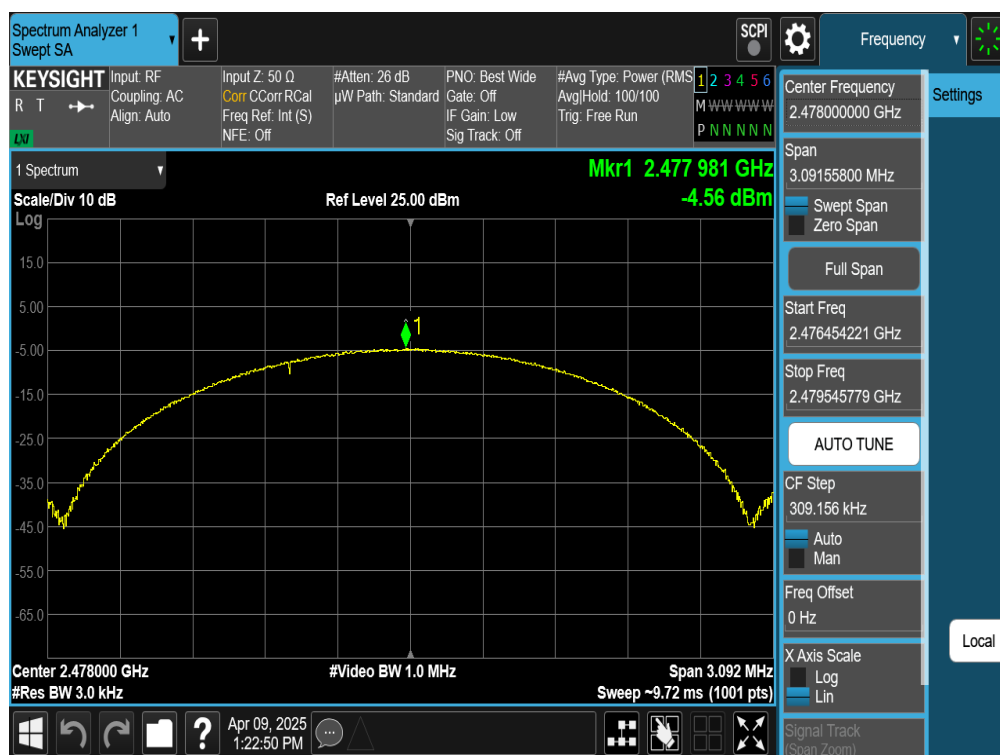 Spectrum Analyzer 1
Swept SA
+
SCPI
Frequency
KEYSIGHT
R T
LXI
Input: RF
Coupling: AC
Align: Auto
Input Z: 50 Ω
Corr CCorr RCal
Freq Ref: Int (S)
NFE: Off
#Atten: 26 dB
µW Path: Standard
PNO: Best Wide
Gate: Off
IF Gain: Low
Sig Track: Off
#Avg Type: Power (RMS
Avg|Hold: 100/100
Trig: Free Run
1 2 3 4 5 6
M W W W W W
P N N N N N
1 Spectrum
Mkr1 2.477 981 GHz
Scale/Div 10 dB
Ref Level 25.00 dBm
-4.56 dBm
Log
15.0
5.00
-5.00
-15.0
-25.0
-35.0
-45.0
-55.0
-65.0
1
Center 2.478000 GHz
#Video BW 1.0 MHz
Span 3.092 MHz
#Res BW 3.0 kHz
Sweep ~9.72 ms (1001 pts)
?
Apr 09, 2025
1:22:50 PM
Center Frequency
2.478000000 GHz
Span
3.09155800 MHz
Swept Span
Zero Span
Full Span
Start Freq
2.476454221 GHz
Stop Freq
2.479545779 GHz
AUTO TUNE
CF Step
309.156 kHz
Auto
Man
Freq Offset
0 Hz
X Axis Scale
Log
Lin
Signal Track
(Span Zoom)
Settings
Local